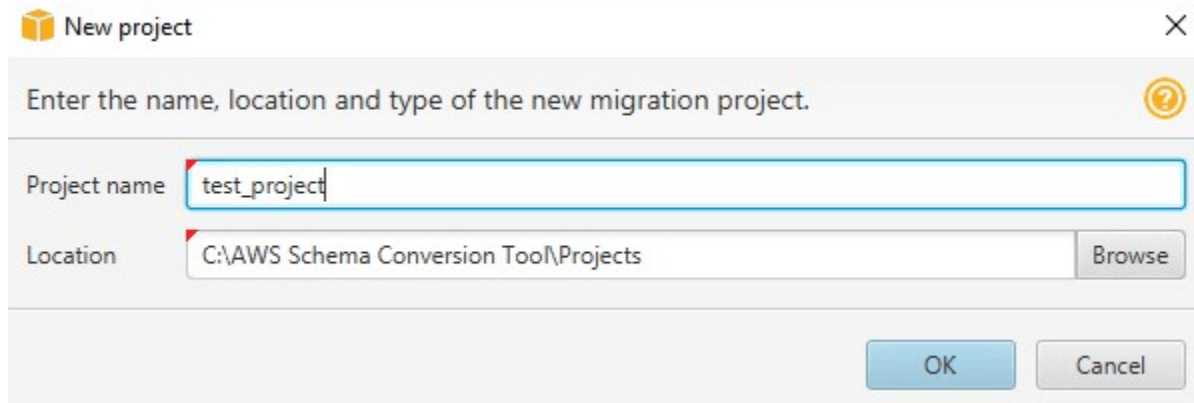 New project
Enter the name, location and type of the new migration project.
Project name test_project
Location C:\AWS Schema Conversion Tool\Projects Browse
OK Cancel